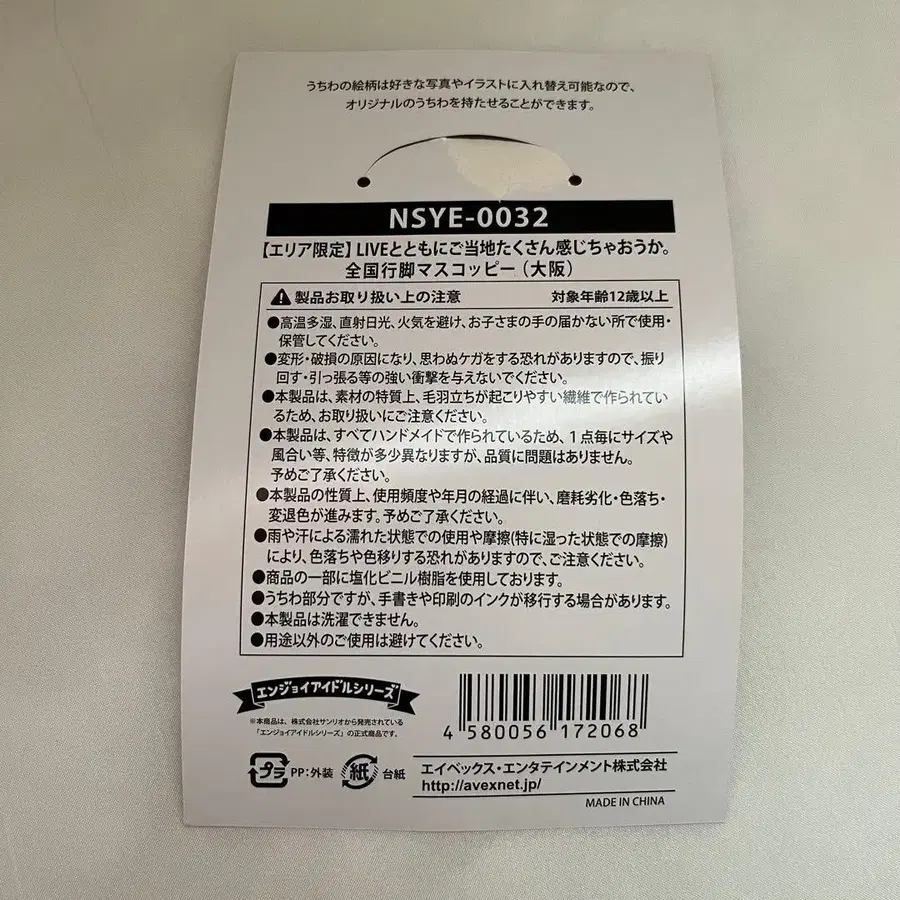 うちわの絵柄は好きな写真やイラストに入れ替え可能なので、
オリジナルのうちわを持たせることができます。
NSYE-0032
【エリア限定】LIVEとともにご当地たくさん感じちゃおうか。
全国行脚マスコッピー（大阪）
製品お取り扱い上の注意 対象年齢12歳以上
●高温多湿、直射日光、火気を避け、お子さまの手の届かない所で使用・
保管してください。
●変形・破損の原因になり、思わぬケガをする恐れがありますので、振り
回す・引っ張る等の強い衝撃を与えないでください。
●本製品は、素材の特質上、毛羽立ちが起こりやすい繊維で作られてい
るため、お取り扱いにご注意ください。
●本製品は、すべてハンドメイドで作られているため、1点毎にサイズや
風合い等、特徴が多少異なりますが、品質に問題はありません。
予めご了承ください。
●本製品の性質上、使用頻度や年月の経過に伴い、磨耗劣化・色落ち・
変退色が進みます。予めご了承ください。
●雨や汗による濡れた状態での使用や摩擦(特に湿った状態での摩擦)
により、色落ちや色移りする恐れがありますので、ご注意ください。
●商品の一部に塩化ビニル樹脂を使用しております。
●うちわ部分ですが、手書きや印刷のインクが移行する場合があります。
●本製品は洗濯できません。
●用途以外のご使用は避けてください。
エンジョイアイドルシリーズ
※本商品は、株式会社サンリオから発売されている
「エンジョイアイドルシリーズ」の正式商品です。
4 580056 172068
プラ PP:外装 紙 台紙
エイベックス・エンタテインメント株式会社
http://avexnet.jp/
MADE IN CHINA